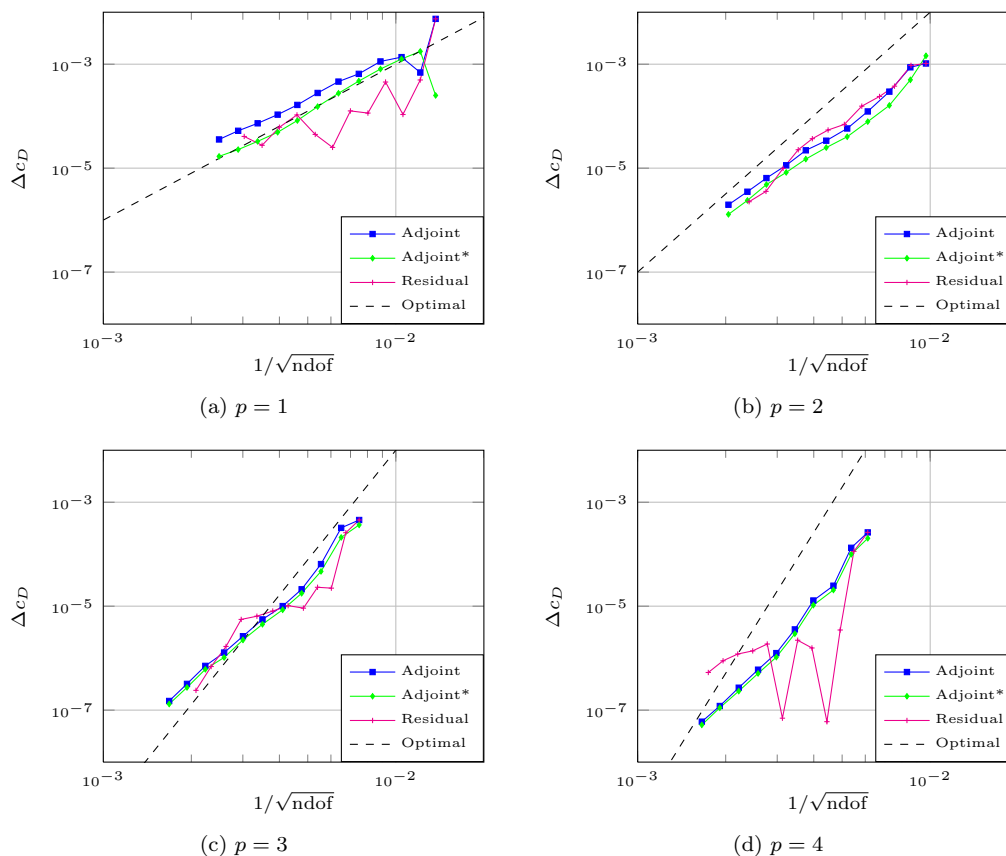 10⁻³
10⁻⁵
10⁻⁷
Δc_D
Adjoint
Adjoint*
Residual
Optimal
10⁻³ 10⁻²
1/√ndof
(a) p = 1
10⁻³
10⁻⁵
10⁻⁷
Δc_D
Adjoint
Adjoint*
Residual
Optimal
10⁻³ 10⁻²
1/√ndof
(b) p = 2
10⁻³
10⁻⁵
10⁻⁷
Δc_D
Adjoint
Adjoint*
Residual
Optimal
10⁻³ 10⁻²
1/√ndof
(c) p = 3
10⁻³
10⁻⁵
10⁻⁷
Δc_D
Adjoint
Adjoint*
Residual
Optimal
10⁻³ 10⁻²
1/√ndof
(d) p = 4